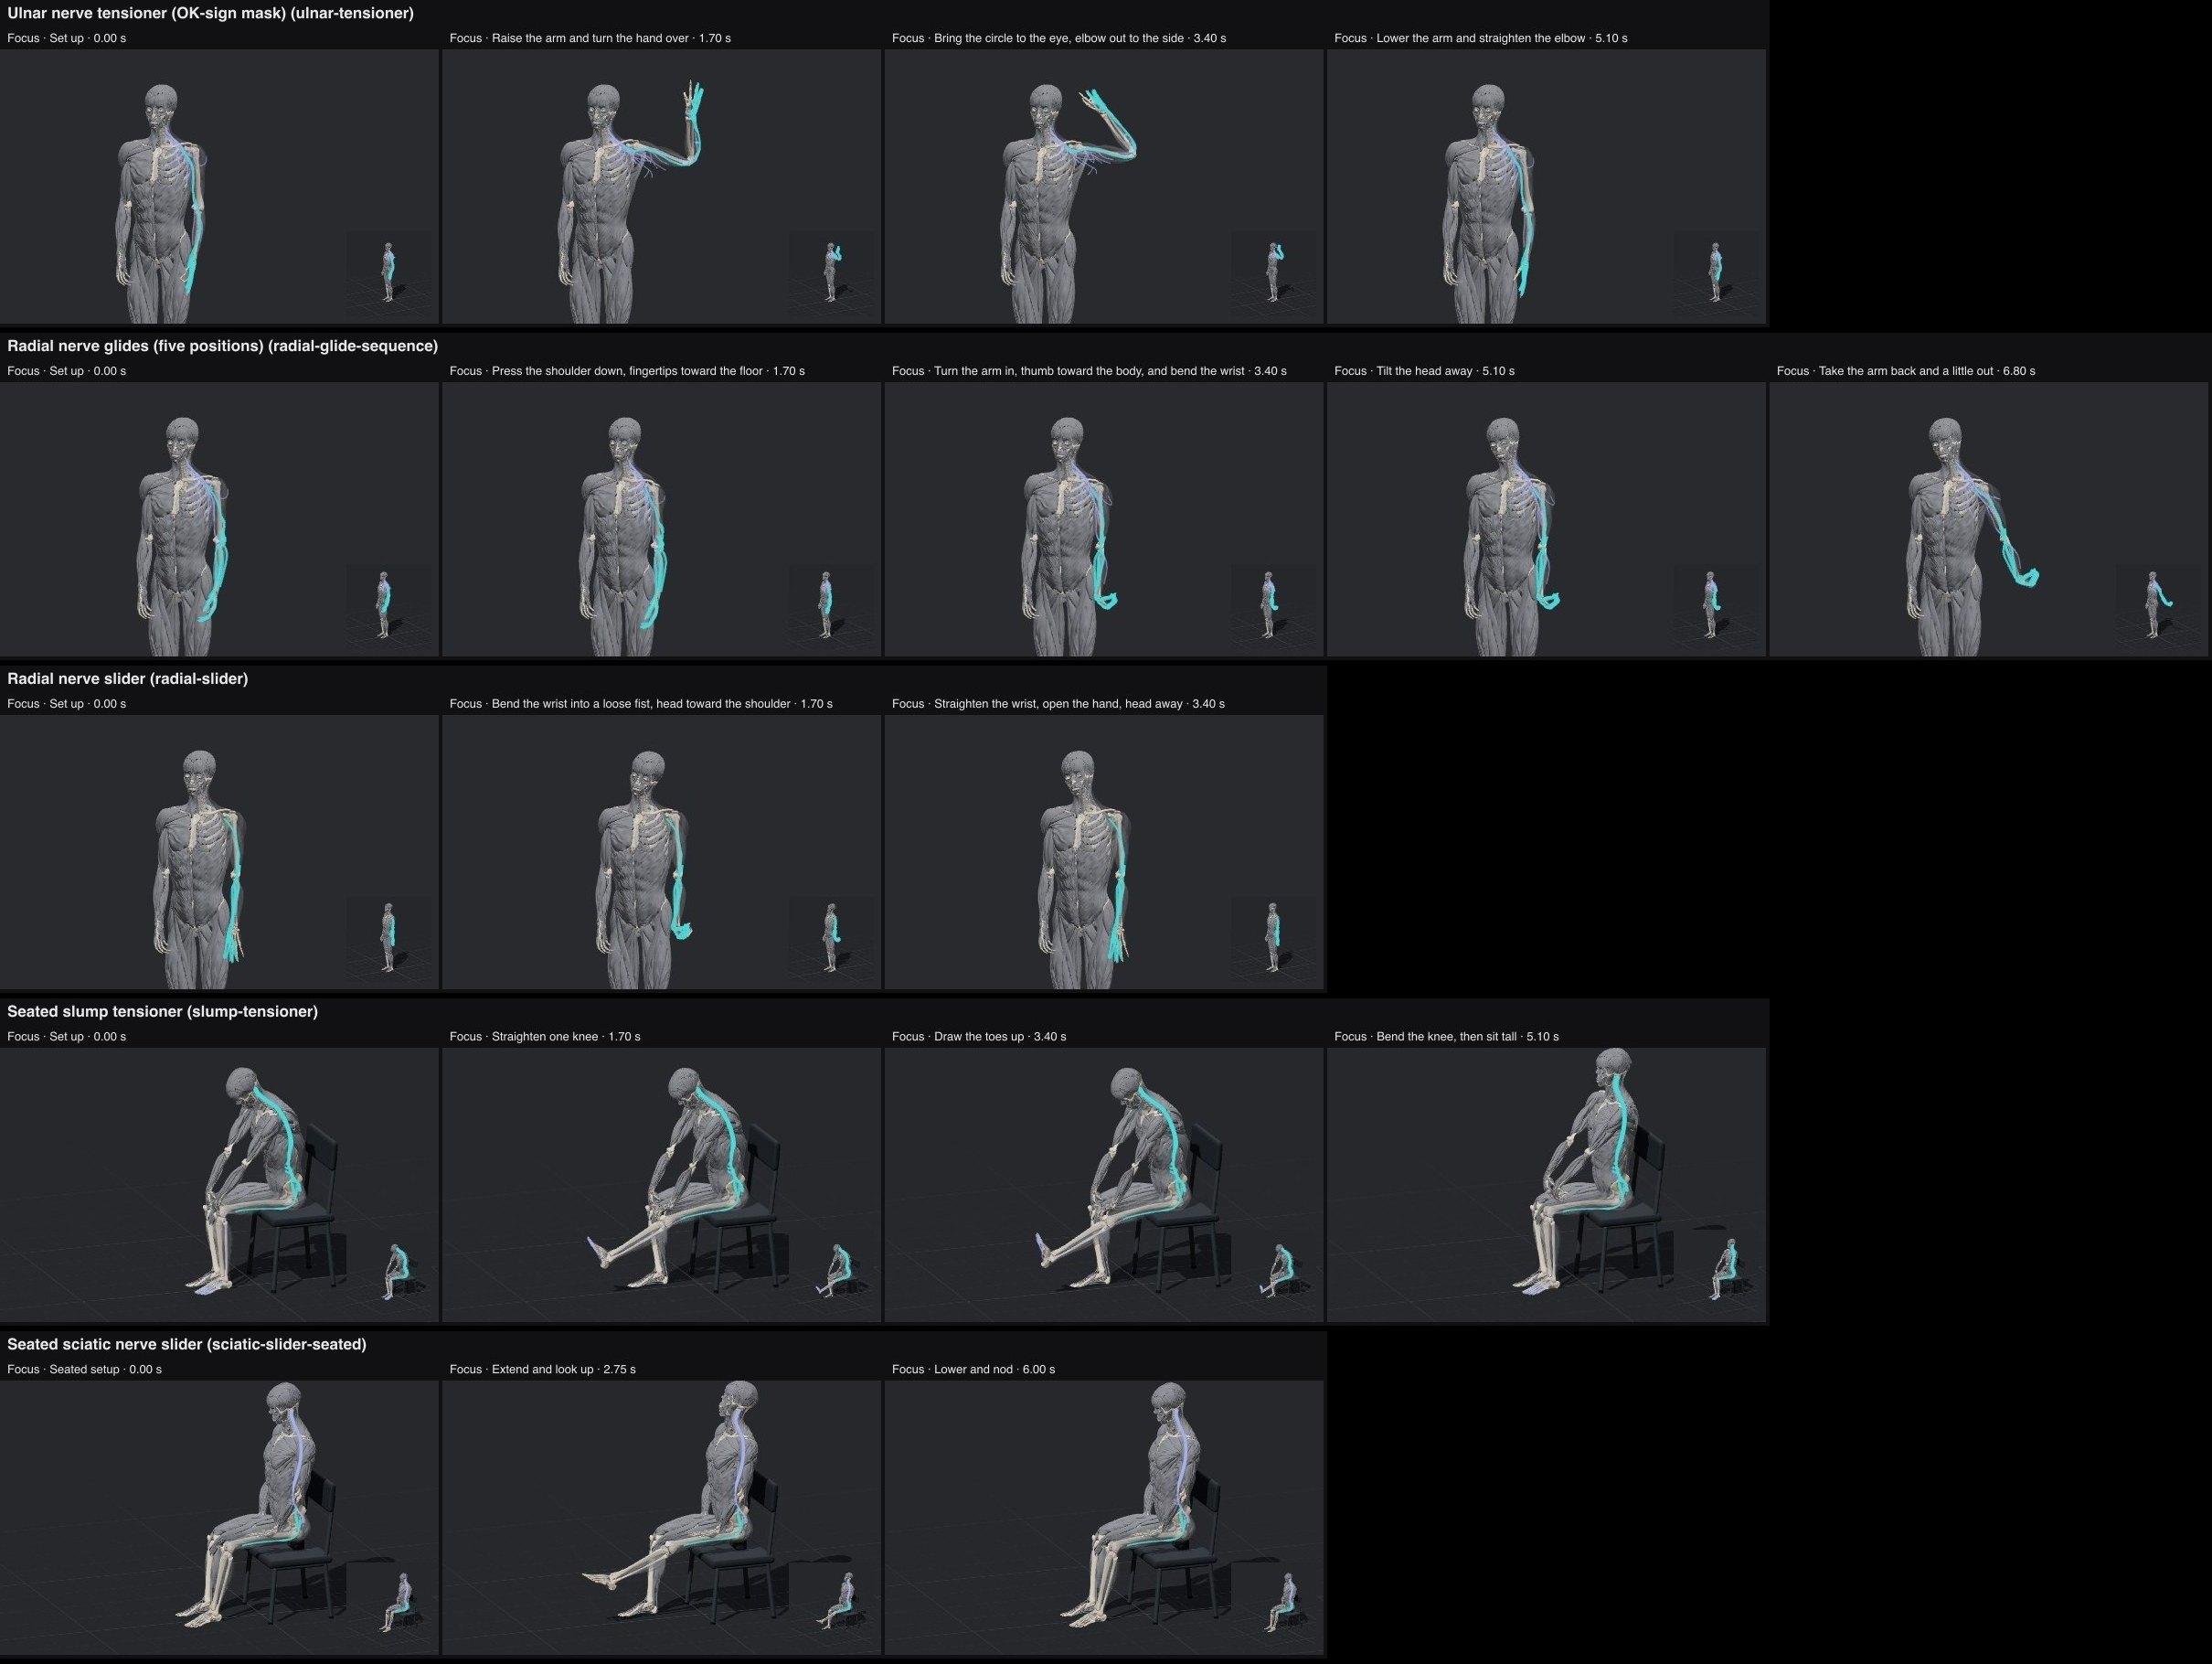 Ulnar nerve tensioner (OK-sign mask) (ulnar-tensioner)
Focus · Set up · 0.00 s
Focus · Raise the arm and turn the hand over · 1.70 s
Focus · Bring the circle to the eye, elbow out to the side · 3.40 s
Focus · Lower the arm and straighten the elbow · 5.10 s
Radial nerve glides (five positions) (radial-glide-sequence)
Focus · Set up · 0.00 s
Focus · Press the shoulder down, fingertips toward the floor · 1.70 s
Focus · Turn the arm in, thumb toward the body, and bend the wrist · 3.40 s
Focus · Tilt the head away · 5.10 s
Focus · Take the arm back and a little out · 6.80 s
Radial nerve slider (radial-slider)
Focus · Set up · 0.00 s
Focus · Bend the wrist into a loose fist, head toward the shoulder · 1.70 s
Focus · Straighten the wrist, open the hand, head away · 3.40 s
Seated slump tensioner (slump-tensioner)
Focus · Set up · 0.00 s
Focus · Straighten one knee · 1.70 s
Focus · Draw the toes up · 3.40 s
Focus · Bend the knee, then sit tall · 5.10 s
Seated sciatic nerve slider (sciatic-slider-seated)
Focus · Seated setup · 0.00 s
Focus · Extend and look up · 2.75 s
Focus · Lower and nod · 6.00 s